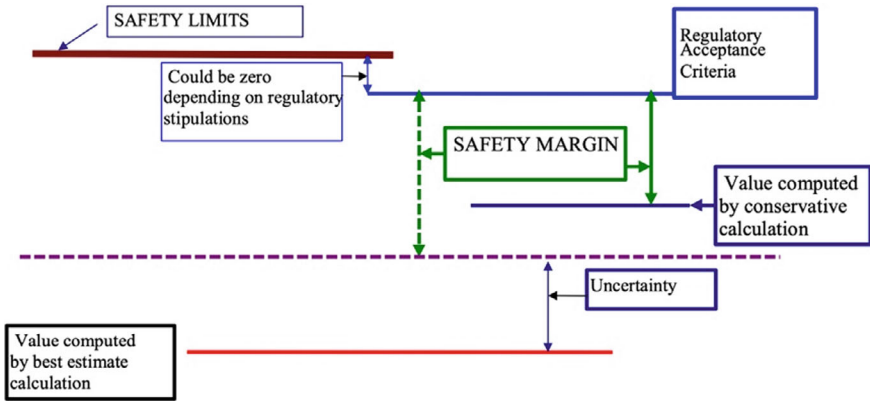 SAFETY LIMITS
Could be zero
depending on regulatory
stipulations
Regulatory
Acceptance
Criteria
SAFETY MARGIN
Value computed
by conservative
calculation
Uncertainty
Value computed
by best estimate
calculation